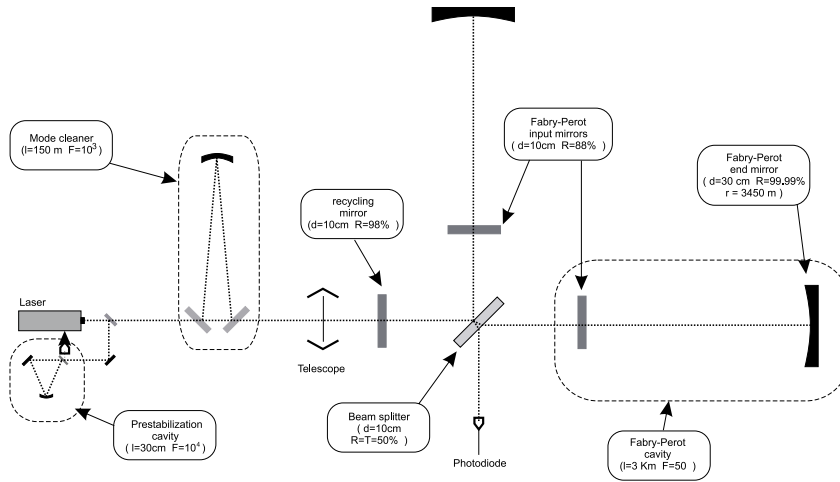 Mode cleaner
(l=150 m F=10³)
Fabry-Perot
input mirrors
( d=10cm R=88% )
Fabry-Perot
end mirror
( d=30 cm R=99.99%
r = 3450 m )
recycling
mirror
(d=10cm R=98% )
Laser
Telescope
Prestabilization
cavity
( l=30cm F=10⁴)
Beam splitter
( d=10cm
R=T=50% )
Photodiode
Fabry-Perot
cavity
(l=3 Km F=50 )